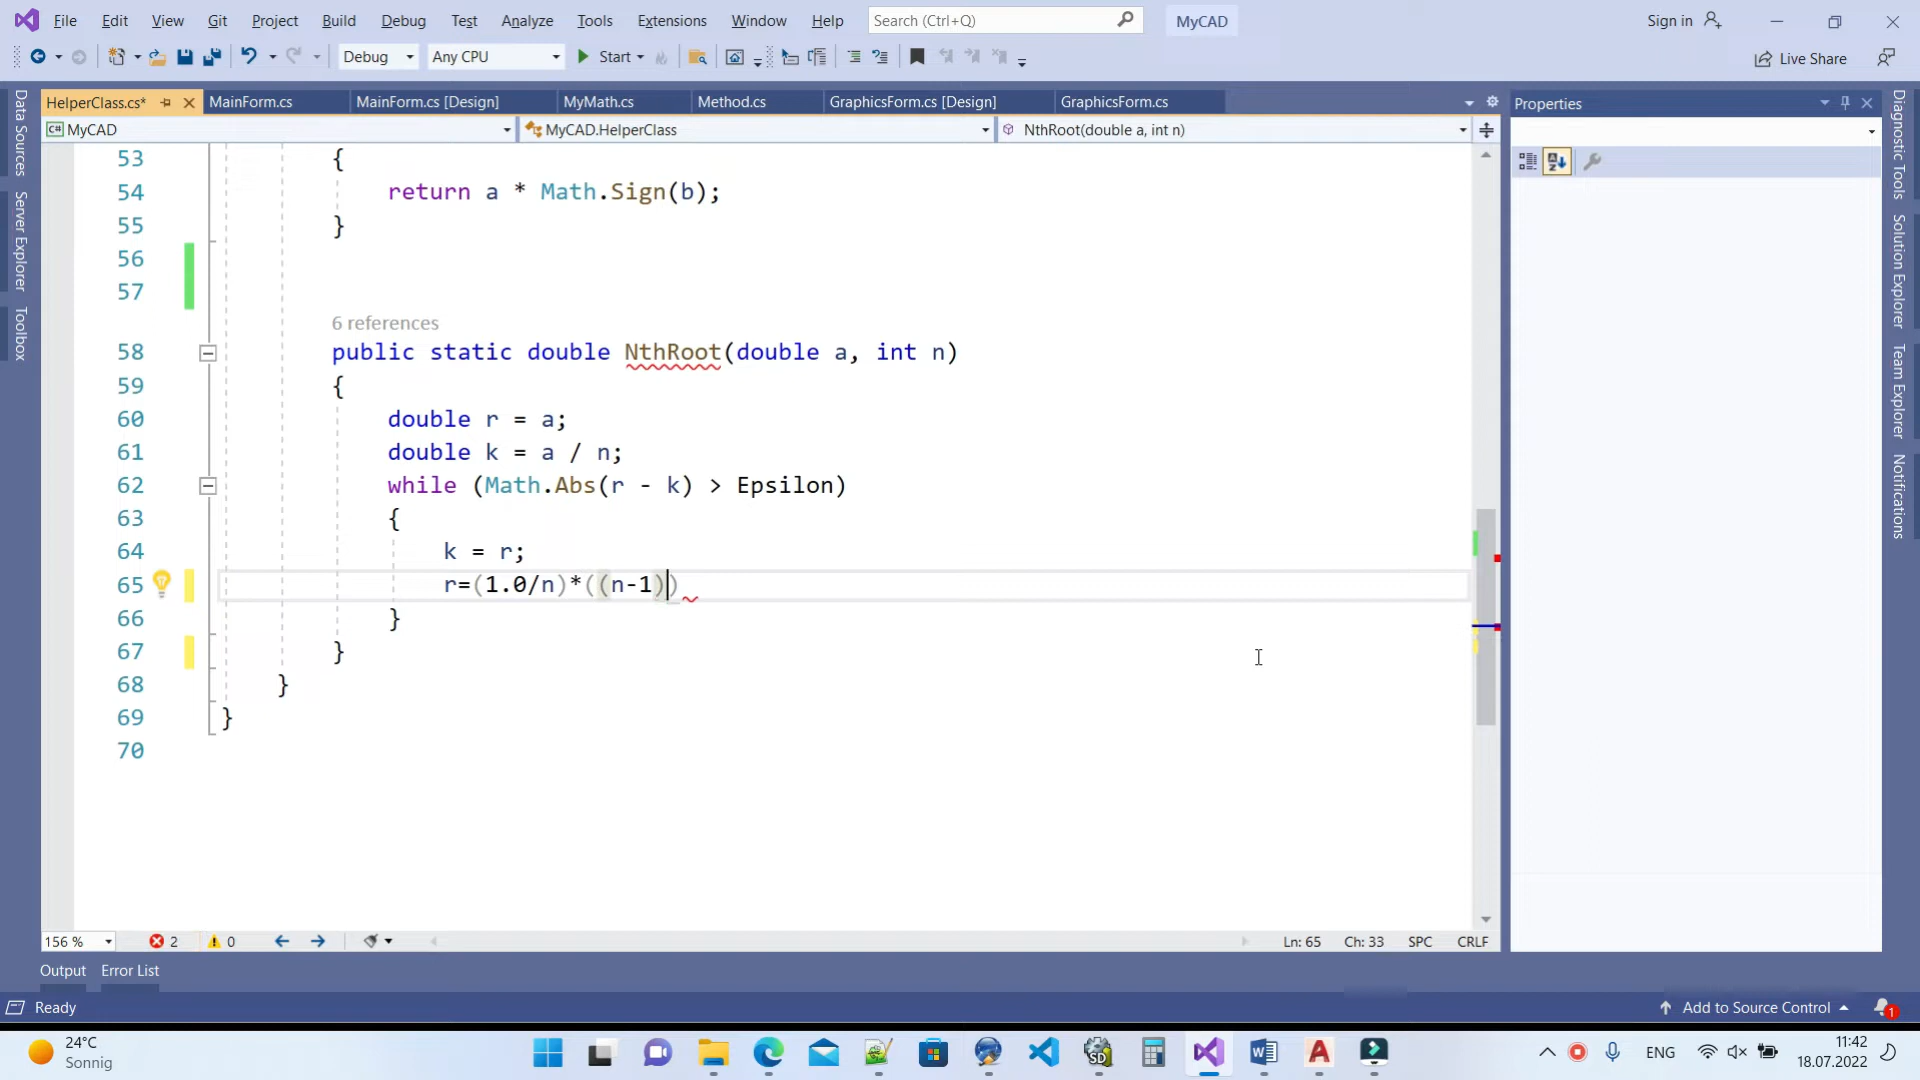 File Edit View Git Project Build Debug Test Analyze Tools Extensions Window Help Search (Ctrl+Q) MyCAD Sign in
Debug Any CPU Start Live Share
HelperClass.cs* MainForm.cs MainForm.cs [Design] MyMath.cs Method.cs GraphicsForm.cs [Design] GraphicsForm.cs Properties
C# MyCAD MyCAD.HelperClass NthRoot(double a, int n)
Data Sources
Server Explorer
Toolbox
53 {
54 return a * Math.Sign(b);
55 }
56
57
6 references
58 public static double NthRoot(double a, int n)
59 {
60 double r = a;
61 double k = a / n;
62 while (Math.Abs(r - k) > Epsilon)
63 {
64 k = r;
65 r=(1.0/n)*((n-1))
66 }
67 }
68 }
69 }
70
Diagnostic Tools
Solution Explorer
Team Explorer
Notifications
156 % 2 0 Ln: 65 Ch: 33 SPC CRLF
Output Error List
Ready Add to Source Control 1
24°C
Sonnig
SD
ENG
11:42
18.07.2022